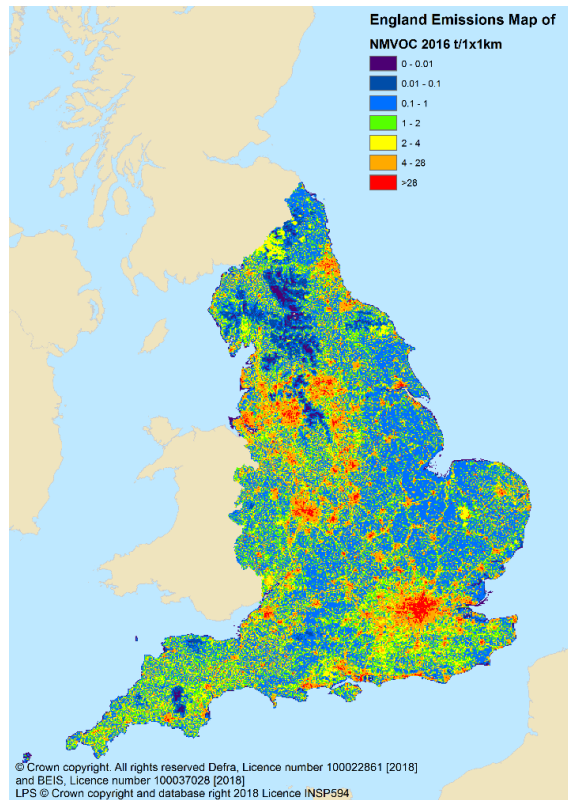 England Emissions Map of
NMVOC 2016 t/1x1km
0 - 0.01
0.01 - 0.1
0.1 - 1
1 - 2
2 - 4
4 - 28
>28
© Crown copyright. All rights reserved Defra, Licence number 100022861 [2018]
and BEIS, Licence number 100037028 [2018]
LPS © Crown copyright and database right 2018 Licence INSP594